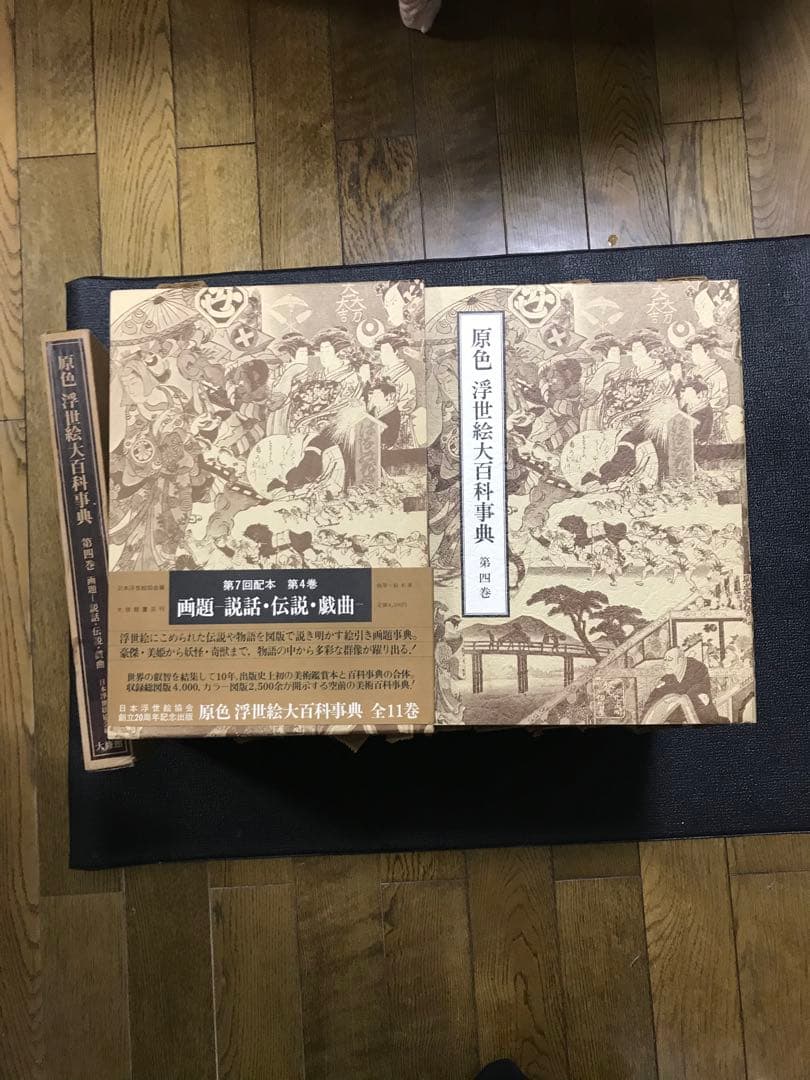 原色 浮世絵大百科事典
第四巻
画題―説話・伝説・戯曲
大修館
第7回配本 第4巻
画題―説話・伝説・戯曲―
浮世絵にこめられた伝説や物語を図版で説き明かす絵引き画題事典。
豪傑・美姫から妖怪・奇獣まで、物語の中から多彩な群像が躍り出る!
世界の叡智を結集して10年、出版史上初の美術鑑賞本と百科事典の合体。
収録総図版4,000、カラー図版2,500余が開示する空前の美術百科事典!
日本浮世絵協会
創立20周年記念出版
原色 浮世絵大百科事典 全11巻
原色 浮世絵大百科事典
第四巻